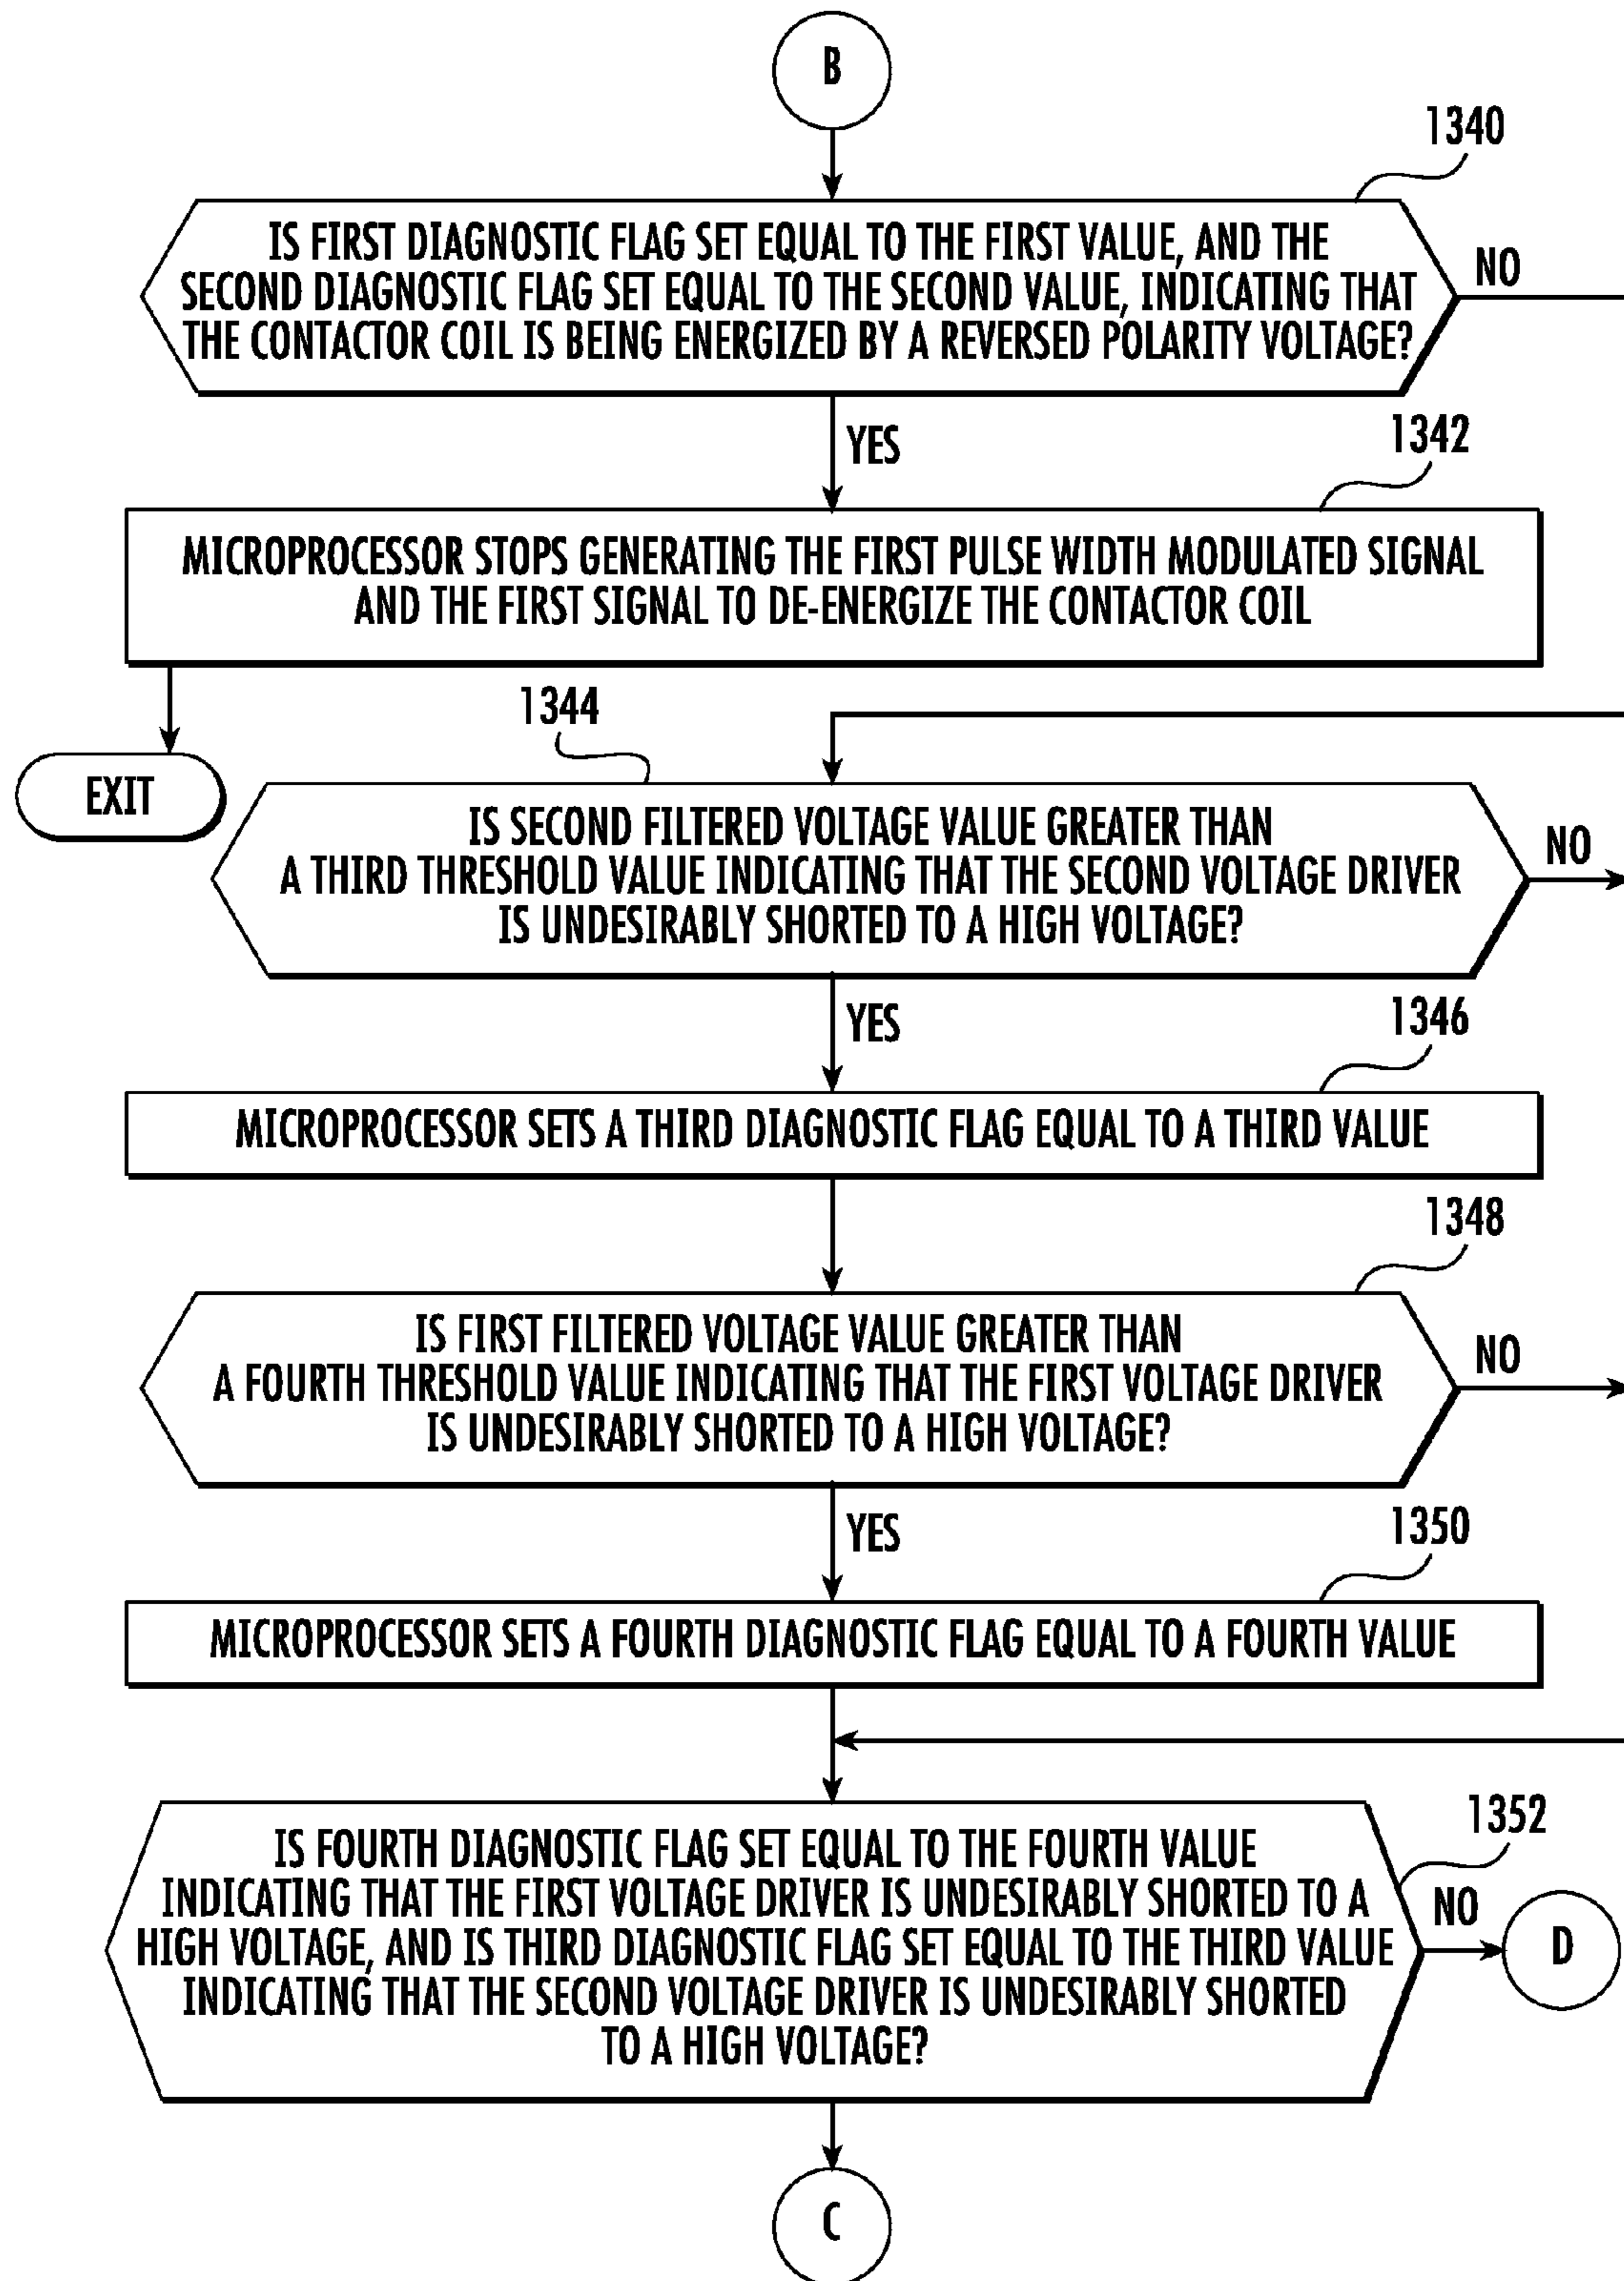 B
1340
IS FIRST DIAGNOSTIC FLAG SET EQUAL TO THE FIRST VALUE, AND THE
SECOND DIAGNOSTIC FLAG SET EQUAL TO THE SECOND VALUE, INDICATING THAT
THE CONTACTOR COIL IS BEING ENERGIZED BY A REVERSED POLARITY VOLTAGE?
NO
YES
1342
MICROPROCESSOR STOPS GENERATING THE FIRST PULSE WIDTH MODULATED SIGNAL
AND THE FIRST SIGNAL TO DE-ENERGIZE THE CONTACTOR COIL
EXIT
1344
IS SECOND FILTERED VOLTAGE VALUE GREATER THAN
A THIRD THRESHOLD VALUE INDICATING THAT THE SECOND VOLTAGE DRIVER
IS UNDESIRABLY SHORTED TO A HIGH VOLTAGE?
NO
YES
1346
MICROPROCESSOR SETS A THIRD DIAGNOSTIC FLAG EQUAL TO A THIRD VALUE
1348
IS FIRST FILTERED VOLTAGE VALUE GREATER THAN
A FOURTH THRESHOLD VALUE INDICATING THAT THE FIRST VOLTAGE DRIVER
IS UNDESIRABLY SHORTED TO A HIGH VOLTAGE?
NO
YES
1350
MICROPROCESSOR SETS A FOURTH DIAGNOSTIC FLAG EQUAL TO A FOURTH VALUE
1352
IS FOURTH DIAGNOSTIC FLAG SET EQUAL TO THE FOURTH VALUE
INDICATING THAT THE FIRST VOLTAGE DRIVER IS UNDESIRABLY SHORTED TO A
HIGH VOLTAGE, AND IS THIRD DIAGNOSTIC FLAG SET EQUAL TO THE THIRD VALUE
INDICATING THAT THE SECOND VOLTAGE DRIVER IS UNDESIRABLY SHORTED
TO A HIGH VOLTAGE?
NO
D
C